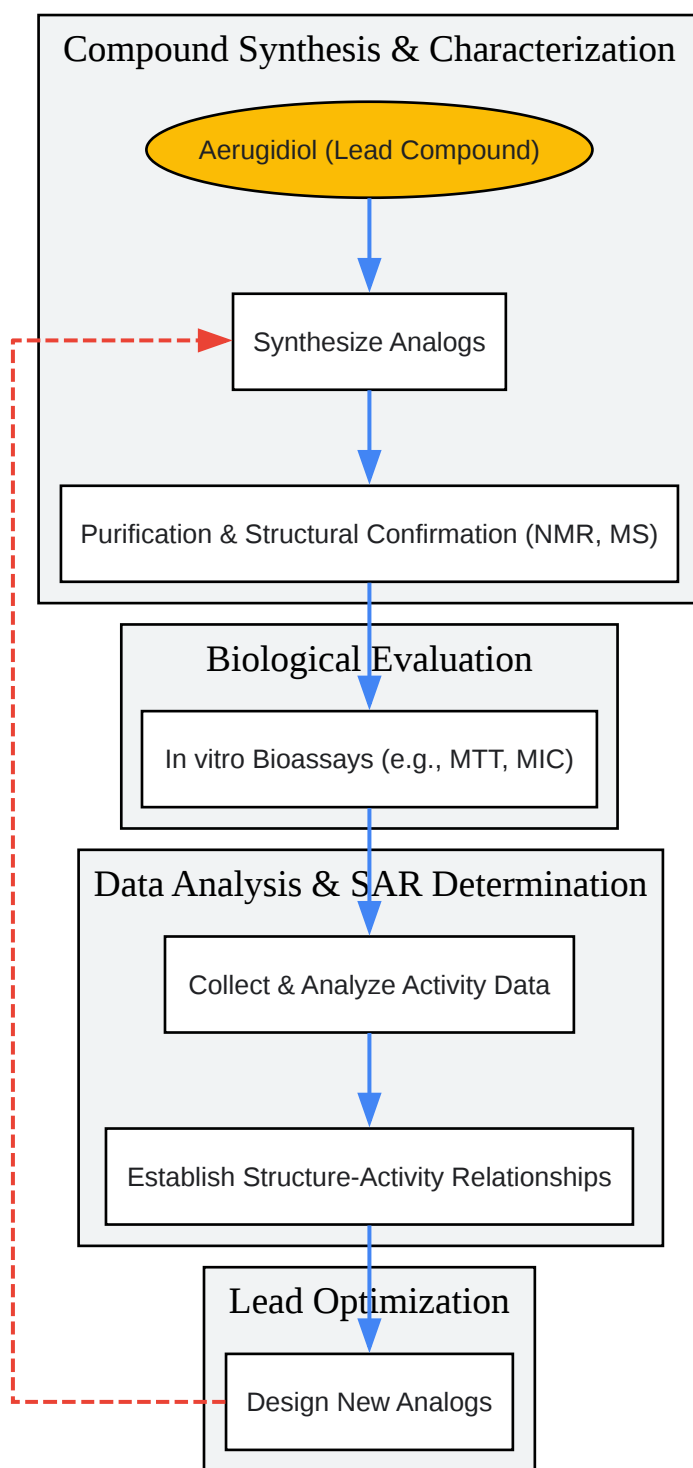 Compound Synthesis & Characterization
Aerugidiol (Lead Compound)
Synthesize Analogs
Purification & Structural Confirmation (NMR, MS)
Biological Evaluation
In vitro Bioassays (e.g., MTT, MIC)
Data Analysis & SAR Determination
Collect & Analyze Activity Data
Establish Structure-Activity Relationships
Lead Optimization
Design New Analogs